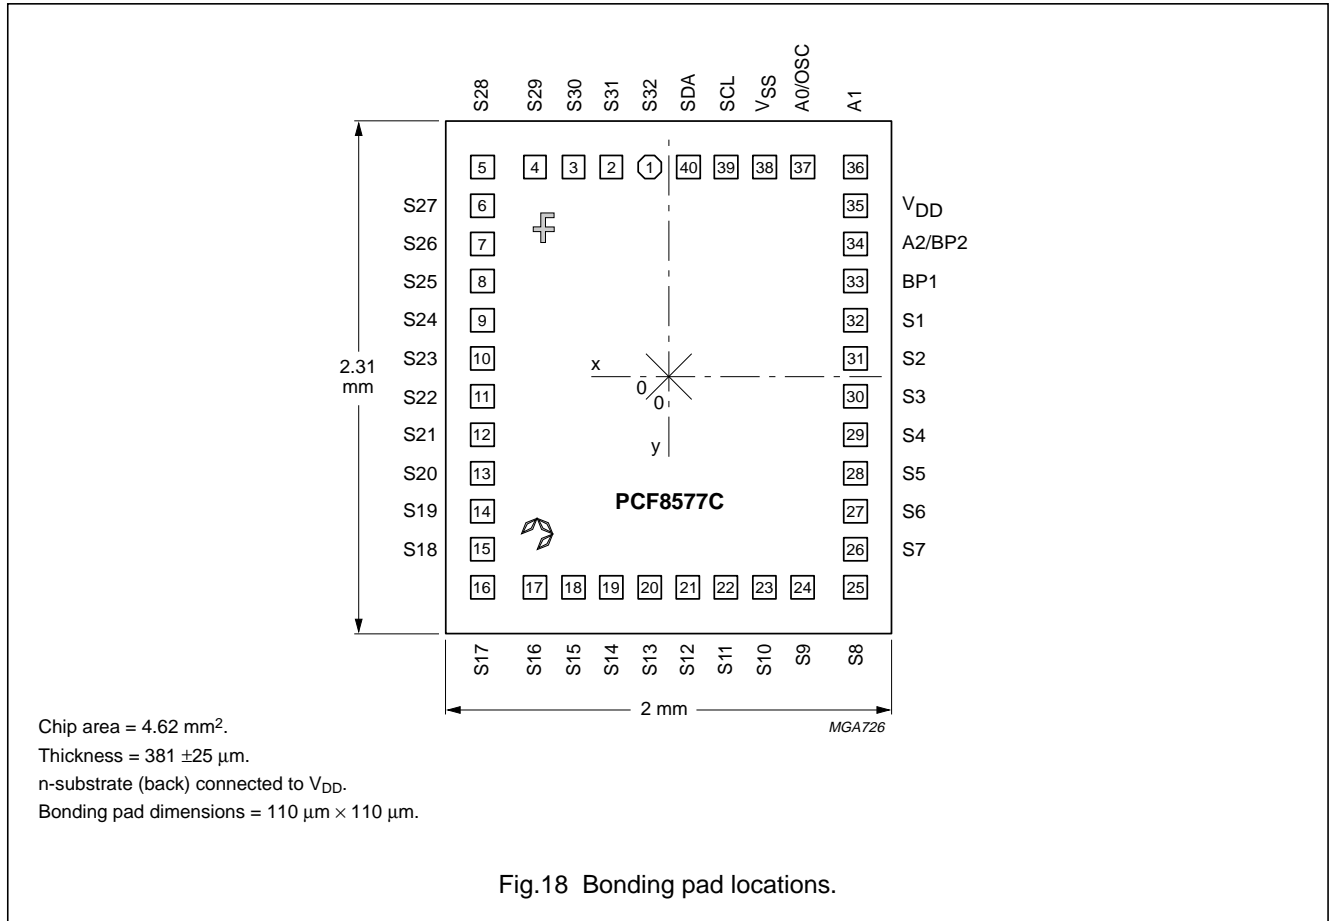 S28 S29 S30 S31 S32 SDA SCL VSS A0/OSC A1
5 4 3 2 1 40 39 38 37 36
S27 6 35 VDD
S26 7 34 A2/BP2
S25 8 33 BP1
S24 9 32 S1
S23 10 31 S2
2.31
mm
x
0
0
y
S22 11 30 S3
S21 12 29 S4
S20 13 28 S5
PCF8577C
S19 14 27 S6
S18 15 26 S7
16 17 18 19 20 21 22 23 24 25
S17 S16 S15 S14 S13 S12 S11 S10 S9 S8
2 mm
MGA726
Chip area = 4.62 mm².
Thickness = 381 ±25 µm.
n-substrate (back) connected to VDD.
Bonding pad dimensions = 110 µm × 110 µm.
Fig.18 Bonding pad locations.